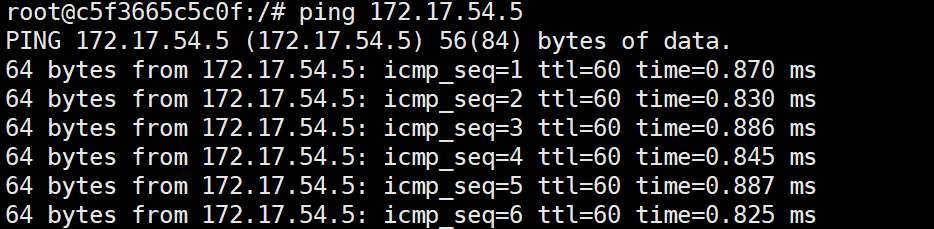 root@c5f3665c5c0f:/# ping 172.17.54.5
PING 172.17.54.5 (172.17.54.5) 56(84) bytes of data.
64 bytes from 172.17.54.5: icmp_seq=1 ttl=60 time=0.870 ms
64 bytes from 172.17.54.5: icmp_seq=2 ttl=60 time=0.830 ms
64 bytes from 172.17.54.5: icmp_seq=3 ttl=60 time=0.886 ms
64 bytes from 172.17.54.5: icmp_seq=4 ttl=60 time=0.845 ms
64 bytes from 172.17.54.5: icmp_seq=5 ttl=60 time=0.887 ms
64 bytes from 172.17.54.5: icmp_seq=6 ttl=60 time=0.825 ms